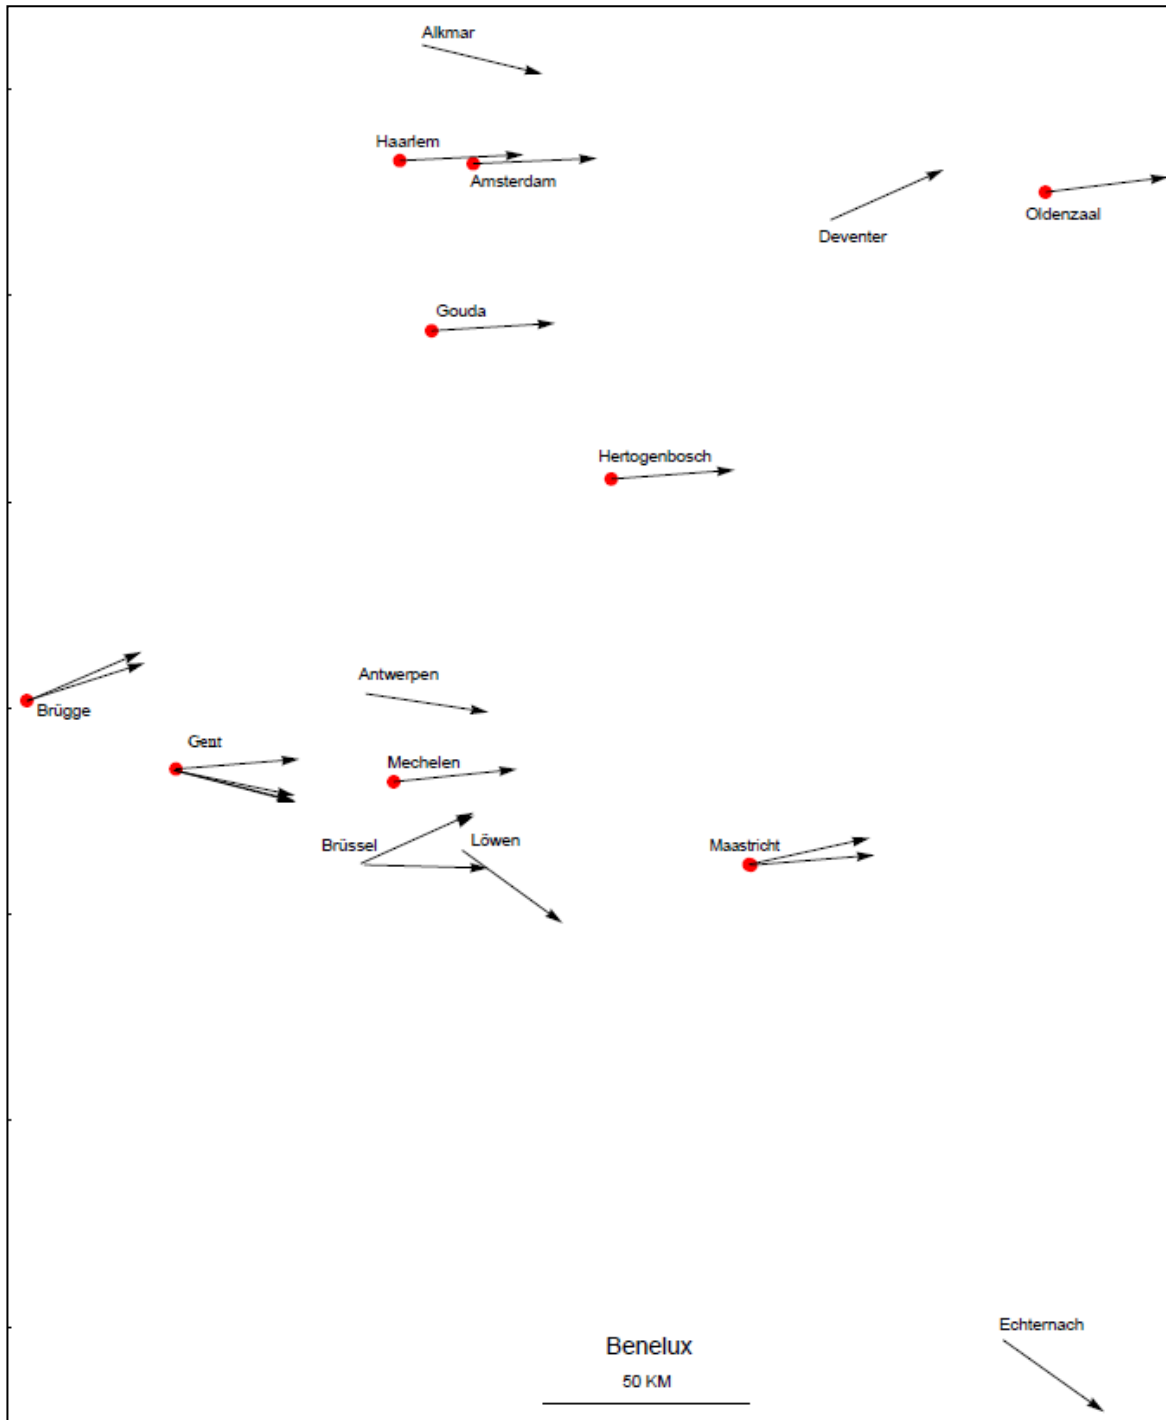 Alkmar
Haarlem
Amsterdam
Deventer
Oldenzaal
Gouda
Hertogenbosch
Antwerpen
Brügge
Gent
Mechelen
Brüssel
Löwen
Maastricht
Echternach
Benelux
50 KM